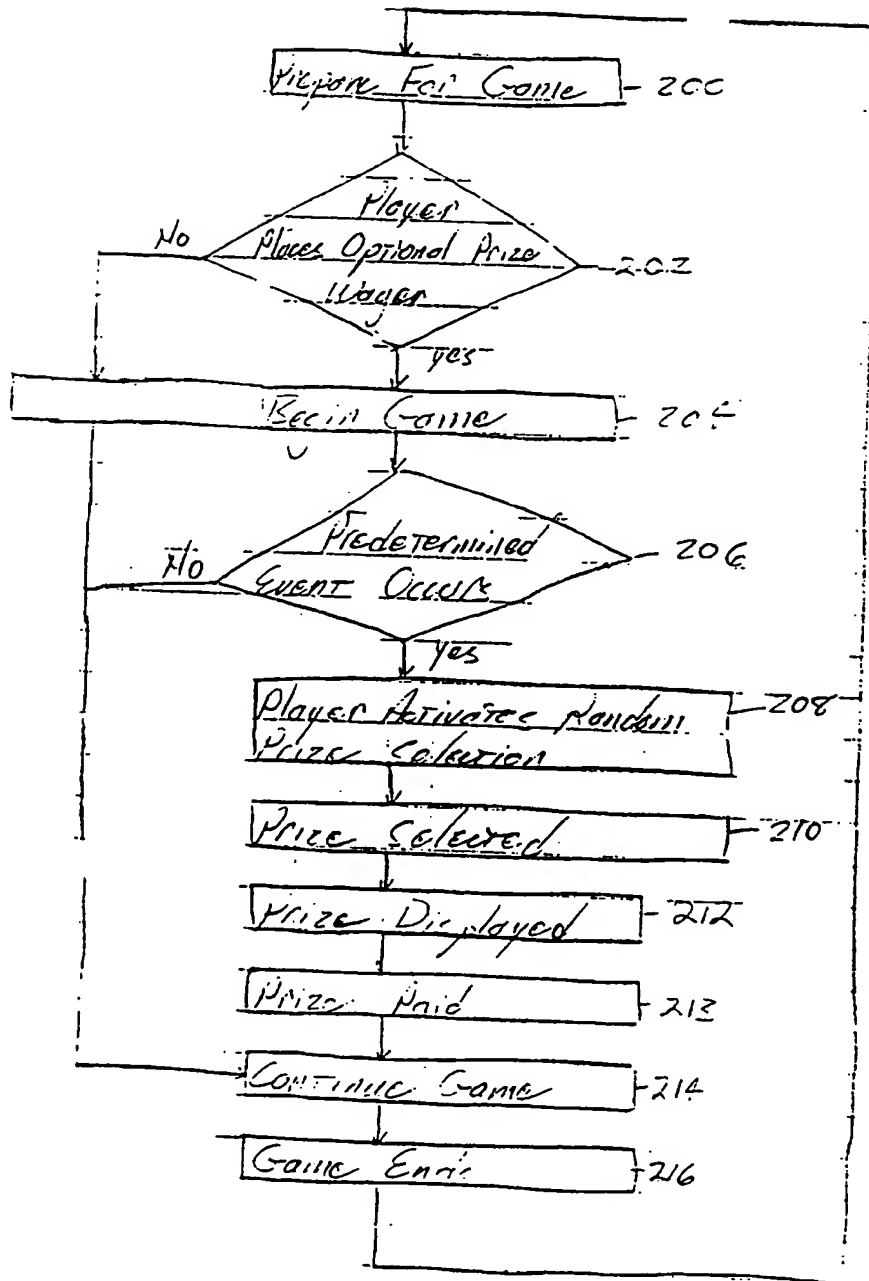 Prepare For Game
200
Player
Places Optional Prize
Wager
202
No
yes
Begin Game
204
Predetermined
Event Occurs
206
No
Yes
Player Activates Random
Prize Selection
208
Prize Selected
210
Prize Displayed
212
Prize Paid
213
Continue Game
214
Game Ends
216